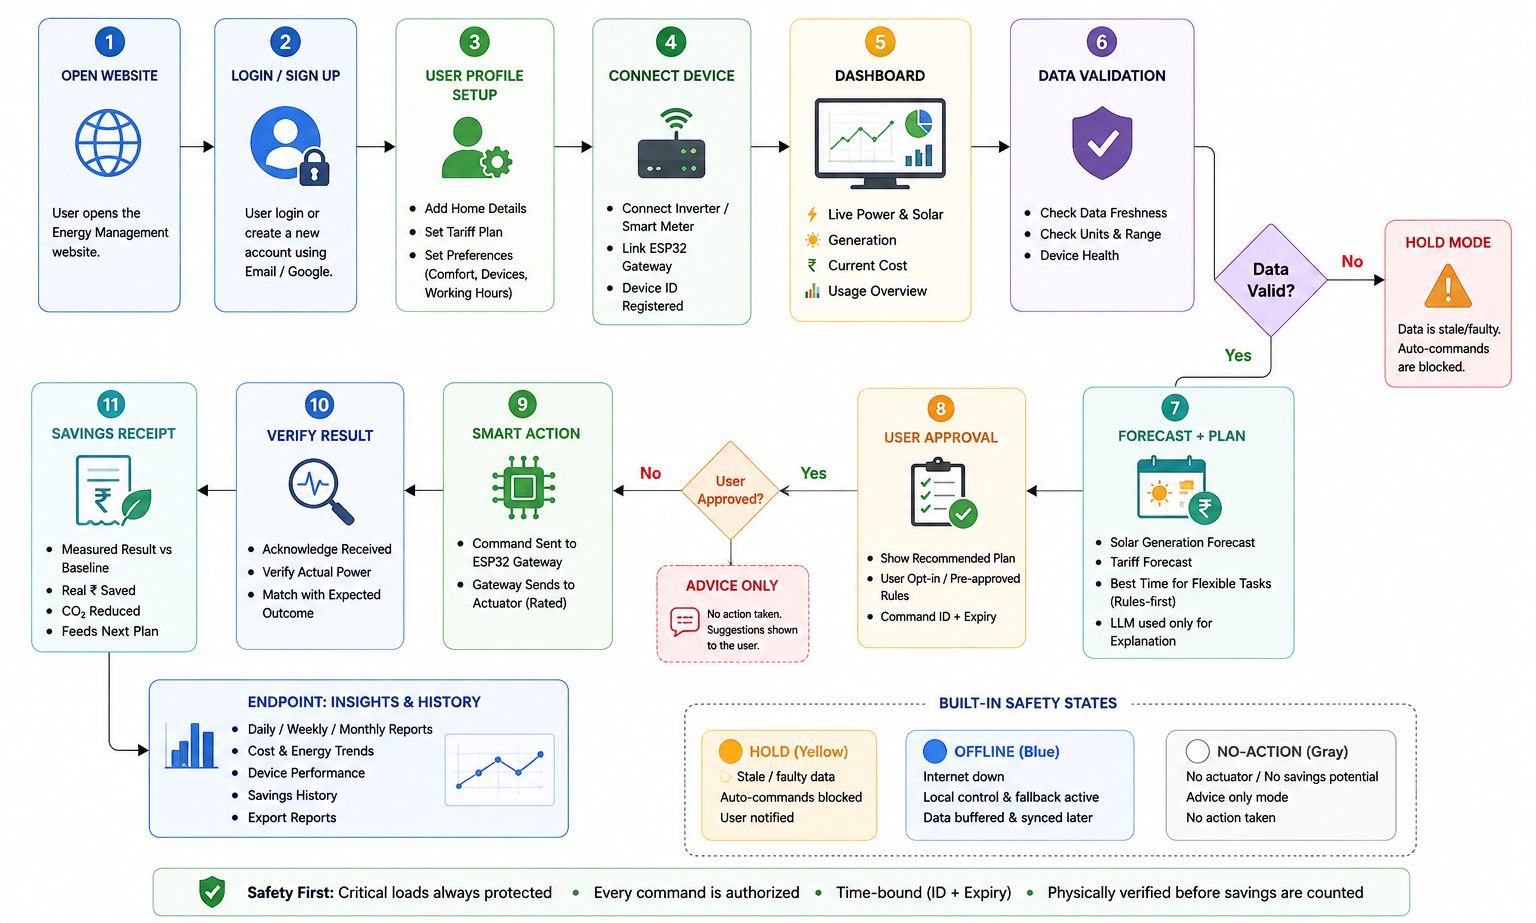 1
OPEN WEBSITE
User opens the
Energy Management
website.
2
LOGIN / SIGN UP
User login or
create a new
account using
Email / Google.
3
USER PROFILE
SETUP
• Add Home Details
• Set Tariff Plan
• Set Preferences
(Comfort, Devices,
Working Hours)
4
CONNECT DEVICE
• Connect Inverter /
Smart Meter
• Link ESP32
Gateway
• Device ID
Registered
5
DASHBOARD
Live Power & Solar
Generation
₹ Current Cost
Usage Overview
6
DATA VALIDATION
• Check Data Freshness
• Check Units & Range
• Device Health
Data
Valid?
No
HOLD MODE
Data is stale/faulty.
Auto-commands
are blocked.
Yes
7
FORECAST + PLAN
₹
• Solar Generation Forecast
• Tariff Forecast
• Best Time for Flexible Tasks
(Rules-first)
• LLM used only for
Explanation
8
USER APPROVAL
• Show Recommended Plan
• User Opt-in / Pre-approved
Rules
• Command ID + Expiry
Yes
User
Approved?
No
ADVICE ONLY
No action taken.
Suggestions shown
to the user.
9
SMART ACTION
• Command Sent to
ESP32 Gateway
• Gateway Sends to
Actuator (Rated)
10
VERIFY RESULT
• Acknowledge Received
• Verify Actual Power
• Match with Expected
Outcome
11
SAVINGS RECEIPT
₹
• Measured Result vs
Baseline
• Real ₹ Saved
• CO₂ Reduced
• Feeds Next Plan
ENDPOINT: INSIGHTS & HISTORY
• Daily / Weekly / Monthly Reports
• Cost & Energy Trends
• Device Performance
• Savings History
• Export Reports
BUILT-IN SAFETY STATES
HOLD (Yellow)
Stale / faulty data
Auto-commands blocked
User notified
OFFLINE (Blue)
Internet down
Local control & fallback active
Data buffered & synced later
NO-ACTION (Gray)
No actuator / No savings potential
Advice only mode
No action taken
Safety First: Critical loads always protected • Every command is authorized • Time-bound (ID + Expiry) • Physically verified before savings are counted